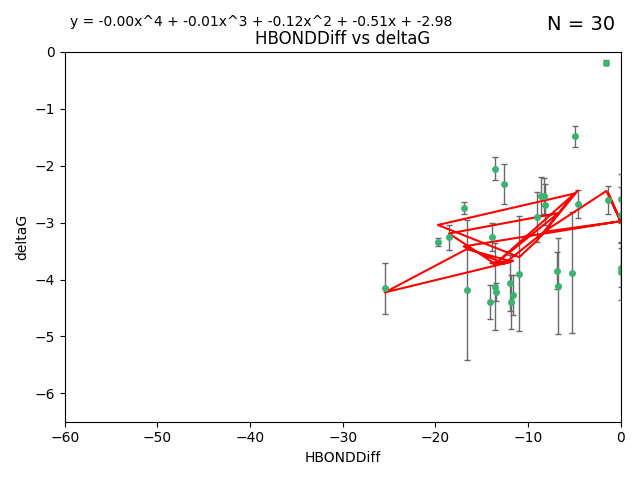 y = -0.00x^4 + -0.01x^3 + -0.12x^2 + -0.51x + -2.98
N = 30
HBONDDiff vs deltaG
0
−1
−2
−3
−4
−5
−6
deltaG
−60 −50 −40 −30 −20 −10 0
HBONDDiff